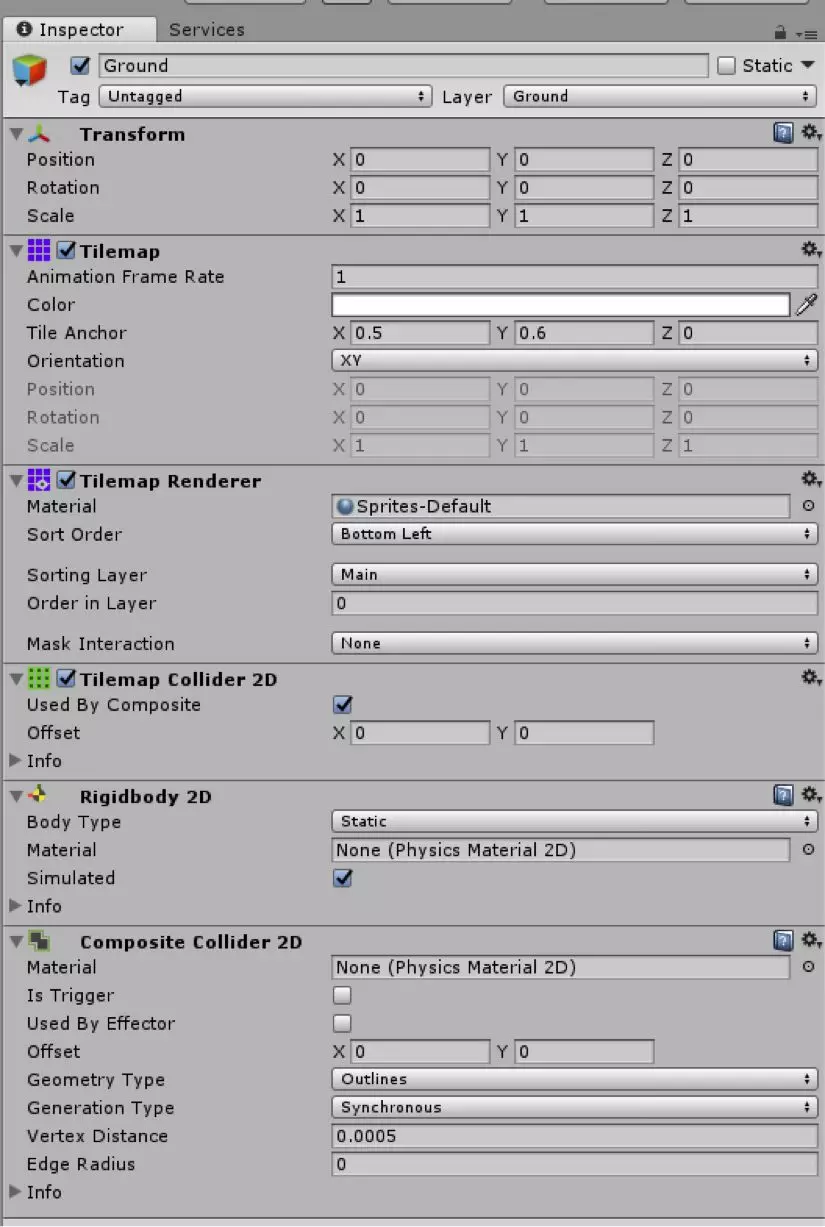 Inspector Services
Ground Static
Tag Untagged Layer Ground
Transform
Position X 0 Y 0 Z 0
Rotation X 0 Y 0 Z 0
Scale X 1 Y 1 Z 1
Tilemap
Animation Frame Rate 1
Color
Tile Anchor X 0.5 Y 0.6 Z 0
Orientation XY
Position X 0 Y 0 Z 0
Rotation X 0 Y 0 Z 0
Scale X 1 Y 1 Z 1
Tilemap Renderer
Material Sprites-Default
Sort Order Bottom Left
Sorting Layer Main
Order in Layer 0
Mask Interaction None
Tilemap Collider 2D
Used By Composite
Offset X 0 Y 0
Info
Rigidbody 2D
Body Type Static
Material None (Physics Material 2D)
Simulated
Info
Composite Collider 2D
Material None (Physics Material 2D)
Is Trigger
Used By Effector
Offset X 0 Y 0
Geometry Type Outlines
Generation Type Synchronous
Vertex Distance 0.0005
Edge Radius 0
Info